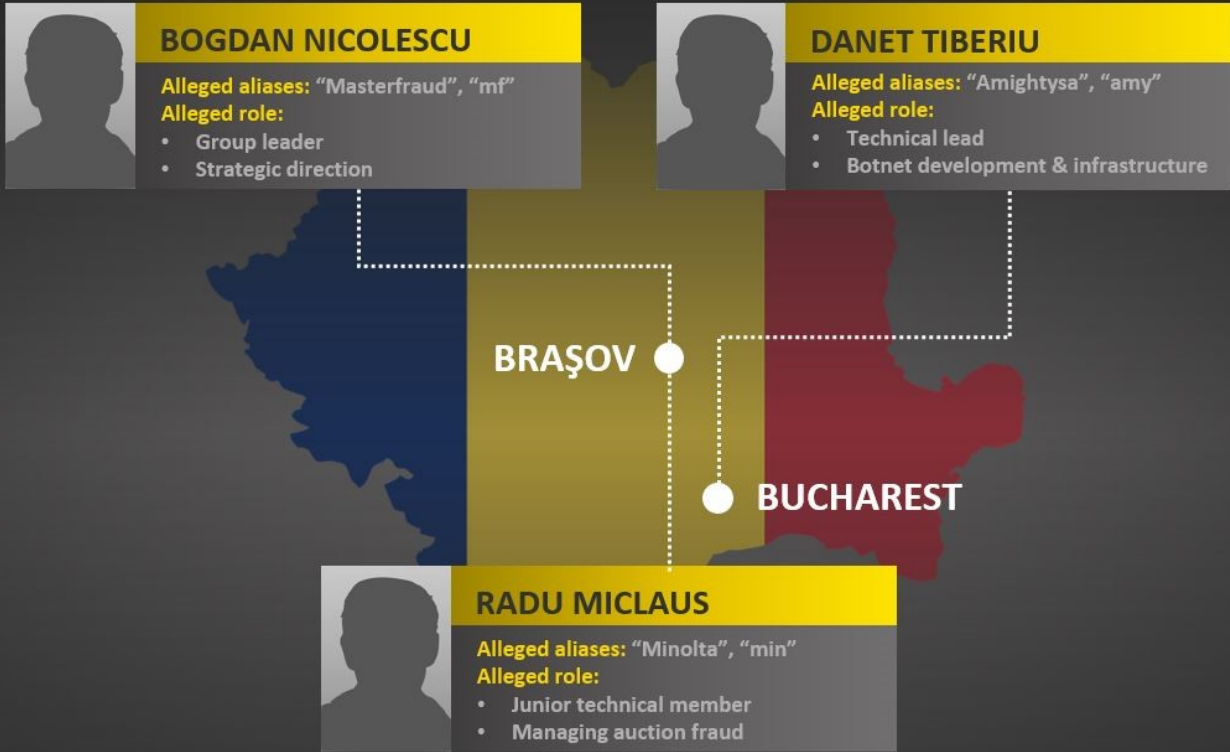 BOGDAN NICOLESCU
Alleged aliases: “Masterfraud”, “mf”
Alleged role:
• Group leader
• Strategic direction
DANET TIBERIU
Alleged aliases: “Amightysa”, “amy”
Alleged role:
• Technical lead
• Botnet development & infrastructure
BRAŞOV
BUCHAREST
RADU MICLAUS
Alleged aliases: “Minolta”, “min”
Alleged role:
• Junior technical member
• Managing auction fraud